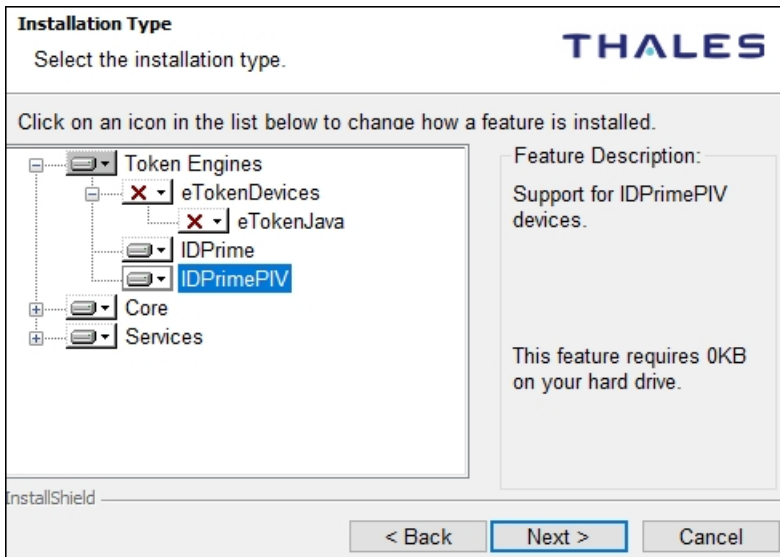 Installation Type
Select the installation type.
THALES
Click on an icon in the list below to change how a feature is installed.
Token Engines
eTokenDevices
eTokenJava
IDPrime
IDPrimePIV
Core
Services
Feature Description:
Support for IDPrimePIV
devices.
This feature requires 0KB
on your hard drive.
InstallShield
< Back
Next >
Cancel